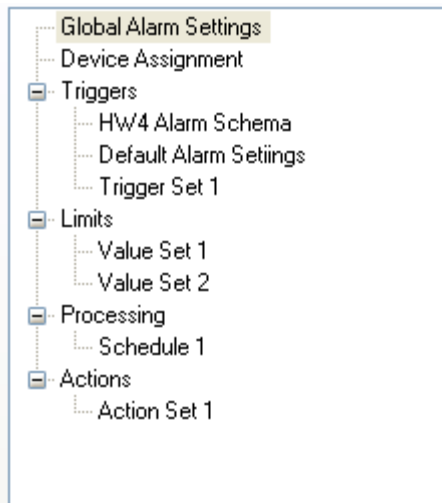 Global Alarm Settings
Device Assignment
Triggers
HW4 Alarm Schema
Default Alarm Setiings
Trigger Set 1
Limits
Value Set 1
Value Set 2
Processing
Schedule 1
Actions
Action Set 1